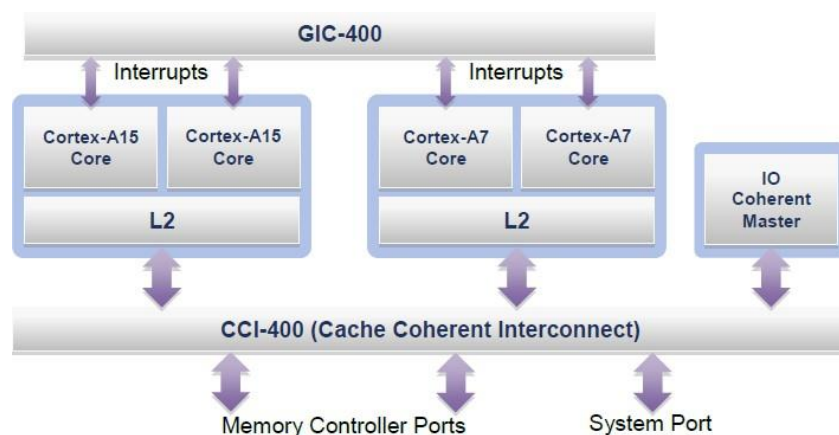 GIC-400
Interrupts
Interrupts
Cortex-A15
Core
Cortex-A15
Core
Cortex-A7
Core
Cortex-A7
Core
L2
L2
IO
Coherent
Master
CCI-400 (Cache Coherent Interconnect)
Memory Controller Ports
System Port